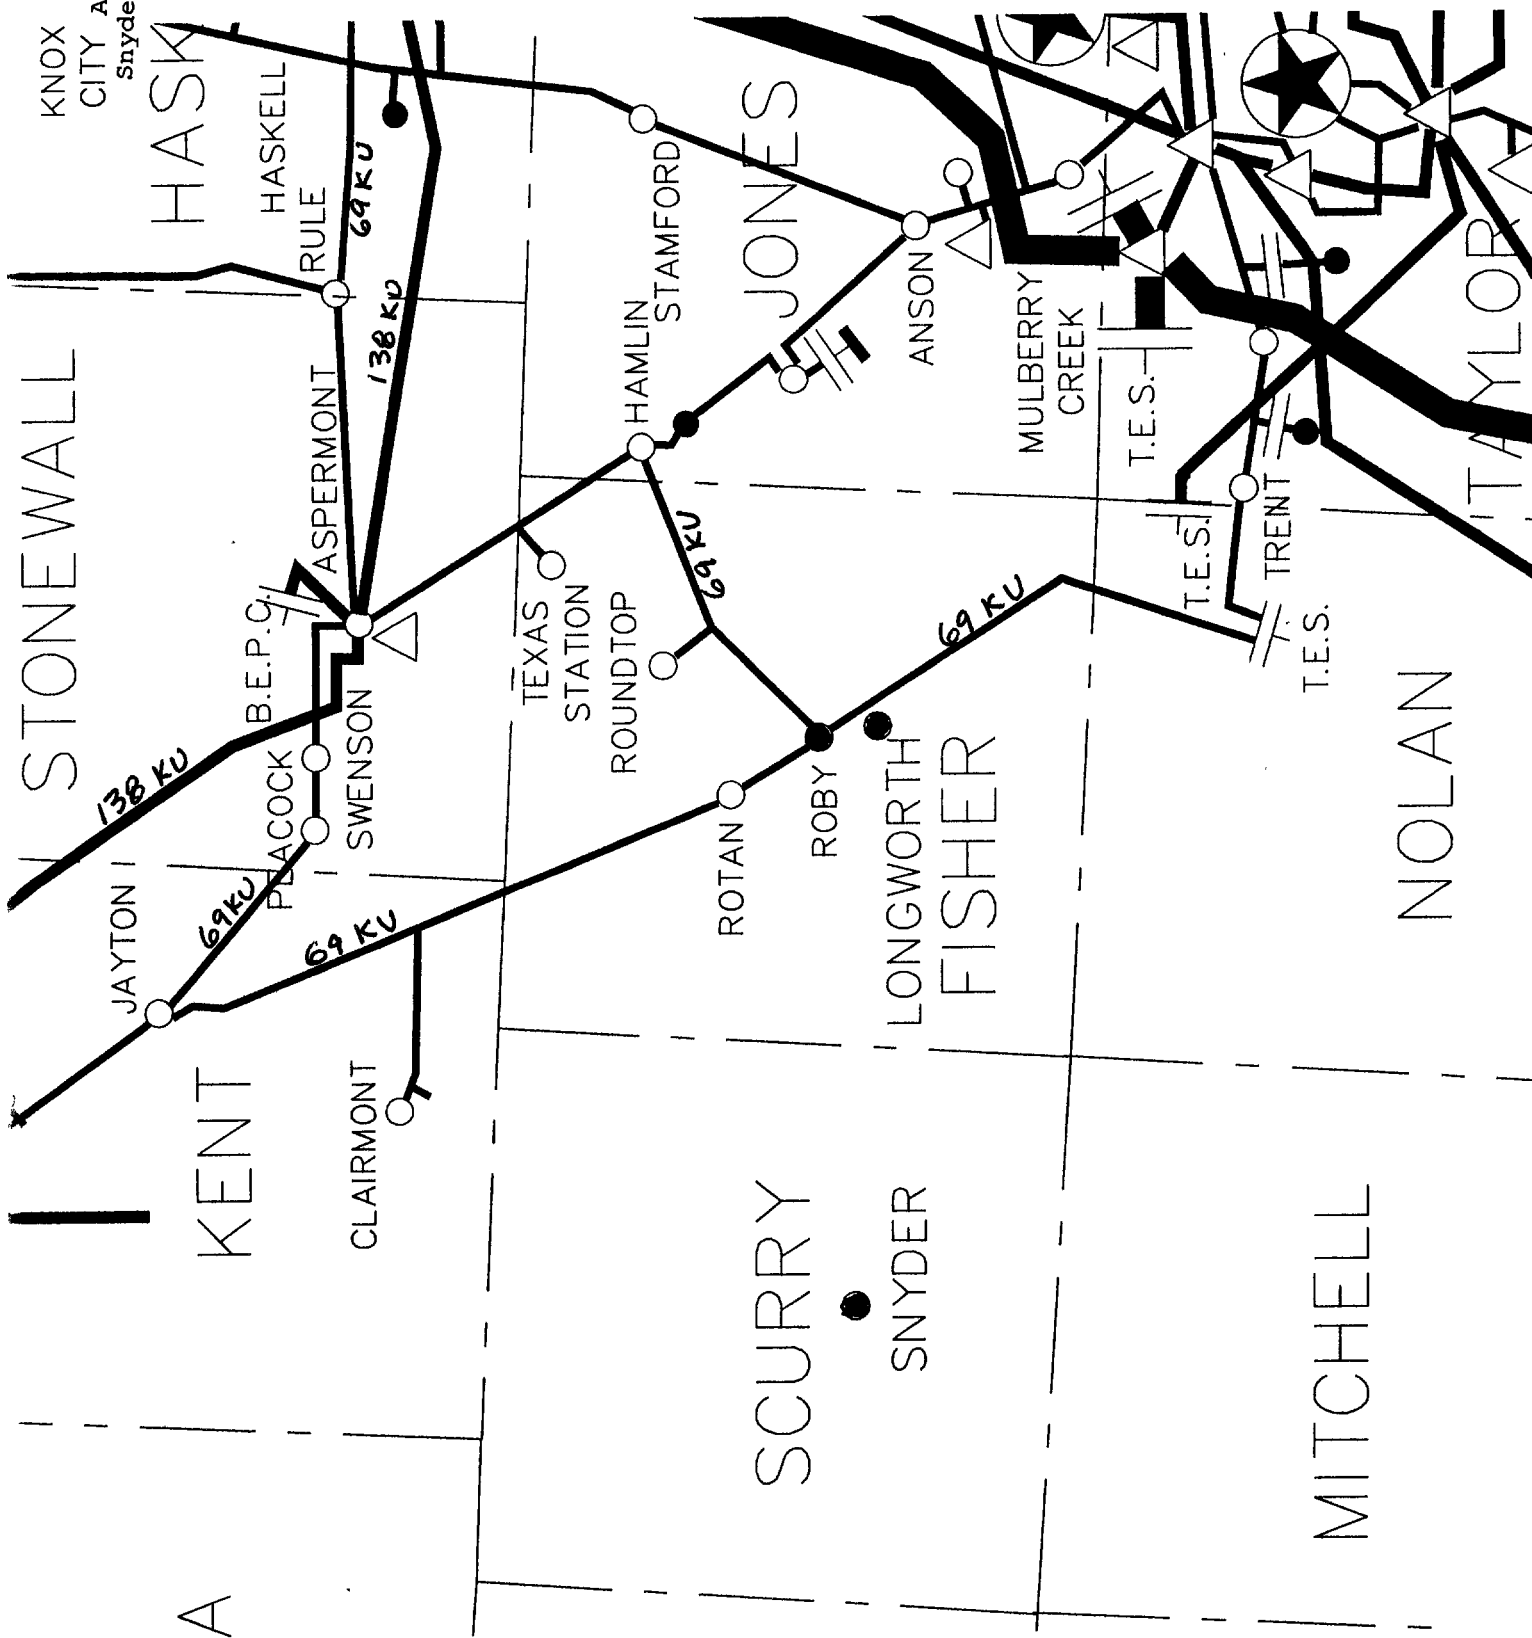 KNOX
CITY
A
Snyde
HASK
HASKELL
RULE
69 KV
138 KV
STONEWALL
ASPERMONT
B.E.P.C.
138 KV
PEACOCK
SWENSON
JAYTON
69 KV
69 KV
KENT
CLAIRMONT
A
STAMFORD
JONES
HAMLIN
ANSON
TEXAS
STATION
ROUNDTOP
69 KV
69 KV
ROTAN
ROBY
LONGWORTH
FISHER
SCURRY
SNYDER
MULBERRY
CREEK
T.E.S.
T.E.S.
TRENT
T.E.S.
TAYLOR
NOLAN
MITCHELL